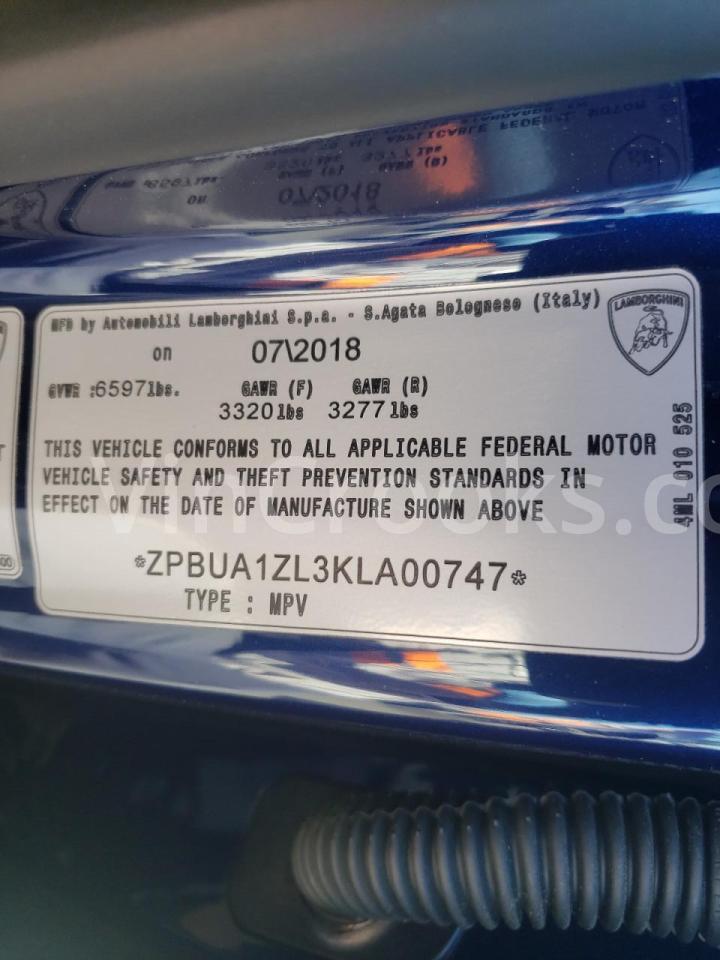 MFD by Automobili Lamborghini S.p.a. - S.Agata Bolognese (Italy)
on 07\2018
GVWR :6597lbs. GAWR (F) GAWR (R)
3320lbs 3277lbs
THIS VEHICLE CONFORMS TO ALL APPLICABLE FEDERAL MOTOR
VEHICLE SAFETY AND THEFT PREVENTION STANDARDS IN
EFFECT ON THE DATE OF MANUFACTURE SHOWN ABOVE
*ZPBUA1ZL3KLA00747*
TYPE : MPV
LAMBORGHINI
4ML 010 525
VinCrooks.co